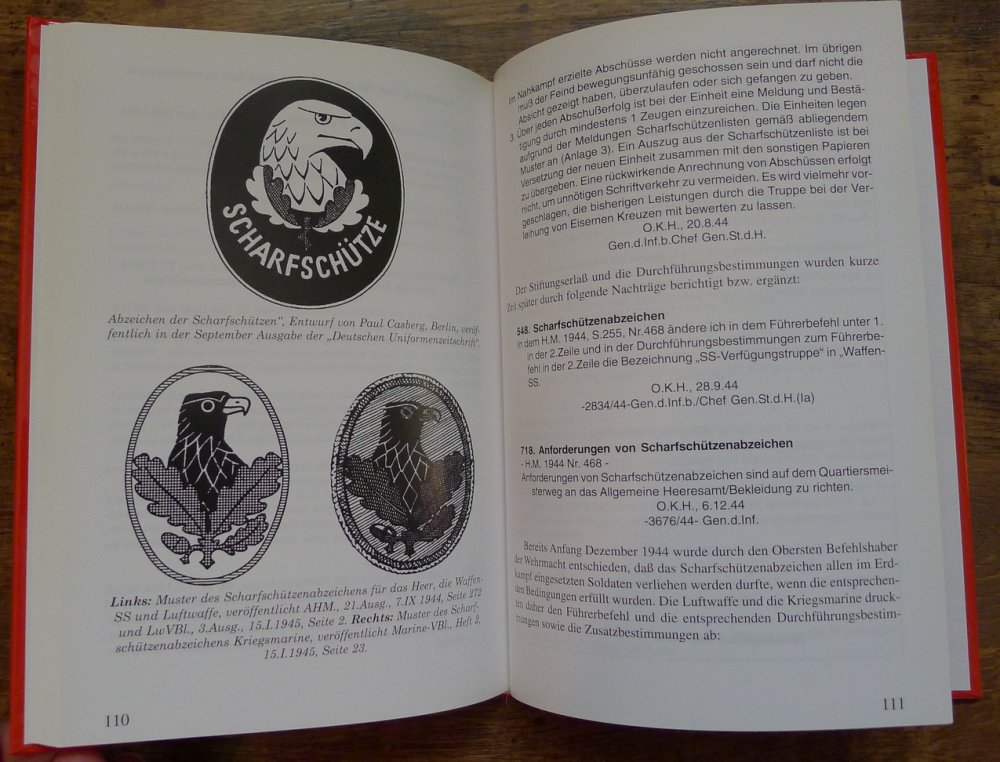 SCHARFSCHÜTZE
Abzeichen der Scharfschützen", Entwurf von Paul Casberg, Berlin, veröf-
fentlich in der September Ausgabe der „Deutschen Uniformenzeitschrift".
Links: Muster des Scharfschützenabzeichens für das Heer, die Waffen-
SS und Luftwaffe, veröffentlicht AHM., 21.Ausg., 7.IX 1944, Seite 272
und LwVBl., 3.Ausg., 15.I.1945, Seite 2. Rechts: Muster des Scharf-
schützenabzeichens Kriegsmarine, veröffentlicht Marine-VBl., Heft 2,
15.I.1945, Seite 23.
110
Im Nahkampf erzielte Abschüsse werden nicht angerechnet. Im übrigen
muß der Feind bewegungsunfähig geschossen sein und darf nicht die
Absicht gezeigt haben, überzulaufen oder sich gefangen zu geben.
3. Über jeden Abschußerfolg ist bei der Einheit eine Meldung und Bestä-
tigung durch mindestens 1 Zeugen einzureichen. Die Einheiten legen
aufgrund der Meldungen Scharfschützenlisten gemäß abliegendem
Muster an (Anlage 3). Ein Auszug aus der Scharfschützenliste ist bei
Versetzung der neuen Einheit zusammen mit den sonstigen Papieren
zu übergeben. Eine rückwirkende Anrechnung von Abschüssen erfolgt
nicht, um unnötigen Schriftverkehr zu vermeiden. Es wird vielmehr vor-
geschlagen, die bisherigen Leistungen durch die Truppe bei der Ver-
leihung von Eisernen Kreuzen mit bewerten zu lassen.
O.K.H., 20.8.44
Gen.d.Inf.b.Chef Gen.St.d.H.
Der Stiftungserlaß und die Durchführungsbestimmungen wurden kurze
Zeit später durch folgende Nachträge berichtigt bzw. ergänzt:
548. Scharfschützenabzeichen
In dem H.M. 1944, S.255, Nr.468 ändere ich in dem Führerbefehl unter 1.
in der 2.Zeile und in der Durchführungsbestimmungen zum Führerbe-
fehl in der 2.Zeile die Bezeichnung „SS-Verfügungstruppe" in „Waffen-
SS.
O.K.H., 28.9.44
-2834/44-Gen.d.Inf.b./Chef Gen.St.d.H.(Ia)
718. Anforderungen von Scharfschützenabzeichen
- H.M. 1944 Nr. 468 -
Anforderungen von Scharfschützenabzeichen sind auf dem Quartiersmei-
sterweg an das Allgemeine Heeresamt/Bekleidung zu richten.
O.K.H., 6.12.44
-3676/44- Gen.d.Inf.
Bereits Anfang Dezember 1944 wurde durch den Obersten Befehlshaber
der Wehrmacht entschieden, daß das Scharfschützenabzeichen allen im Erd-
kampf eingesetzten Soldaten verliehen werden durfte, wenn die entsprechen-
den Bedingungen erfüllt wurden. Die Luftwaffe und die Kriegsmarine druck-
ten daher den Führerbefehl und die entsprechenden Durchführungsbestim-
mungen sowie die Zusatzbestimmungen ab:
111